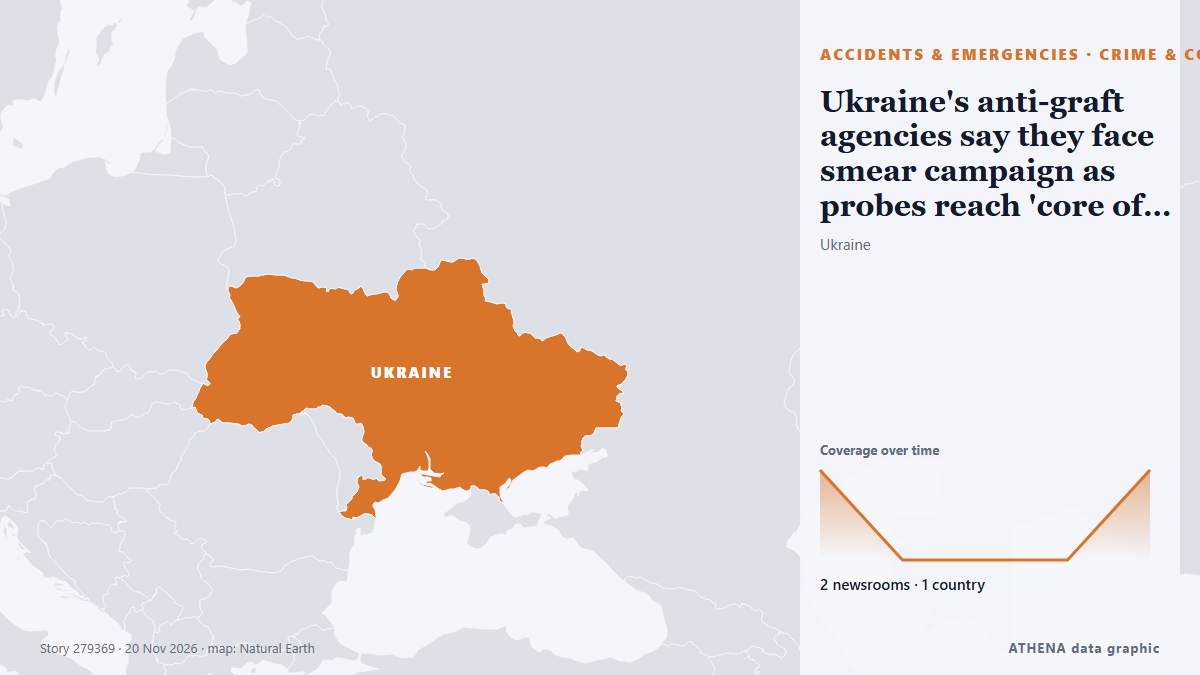 ACCIDENTS & EMERGENCIES · CRIME &
Ukraine's anti-graft
agencies say they face
smear campaign as
probes reach 'core of...
Ukraine
UKRAINE
Coverage over time
2 newsrooms · 1 country
Story 279369 · 20 Nov 2026 · map: Natural Earth
ATHENA data graphic